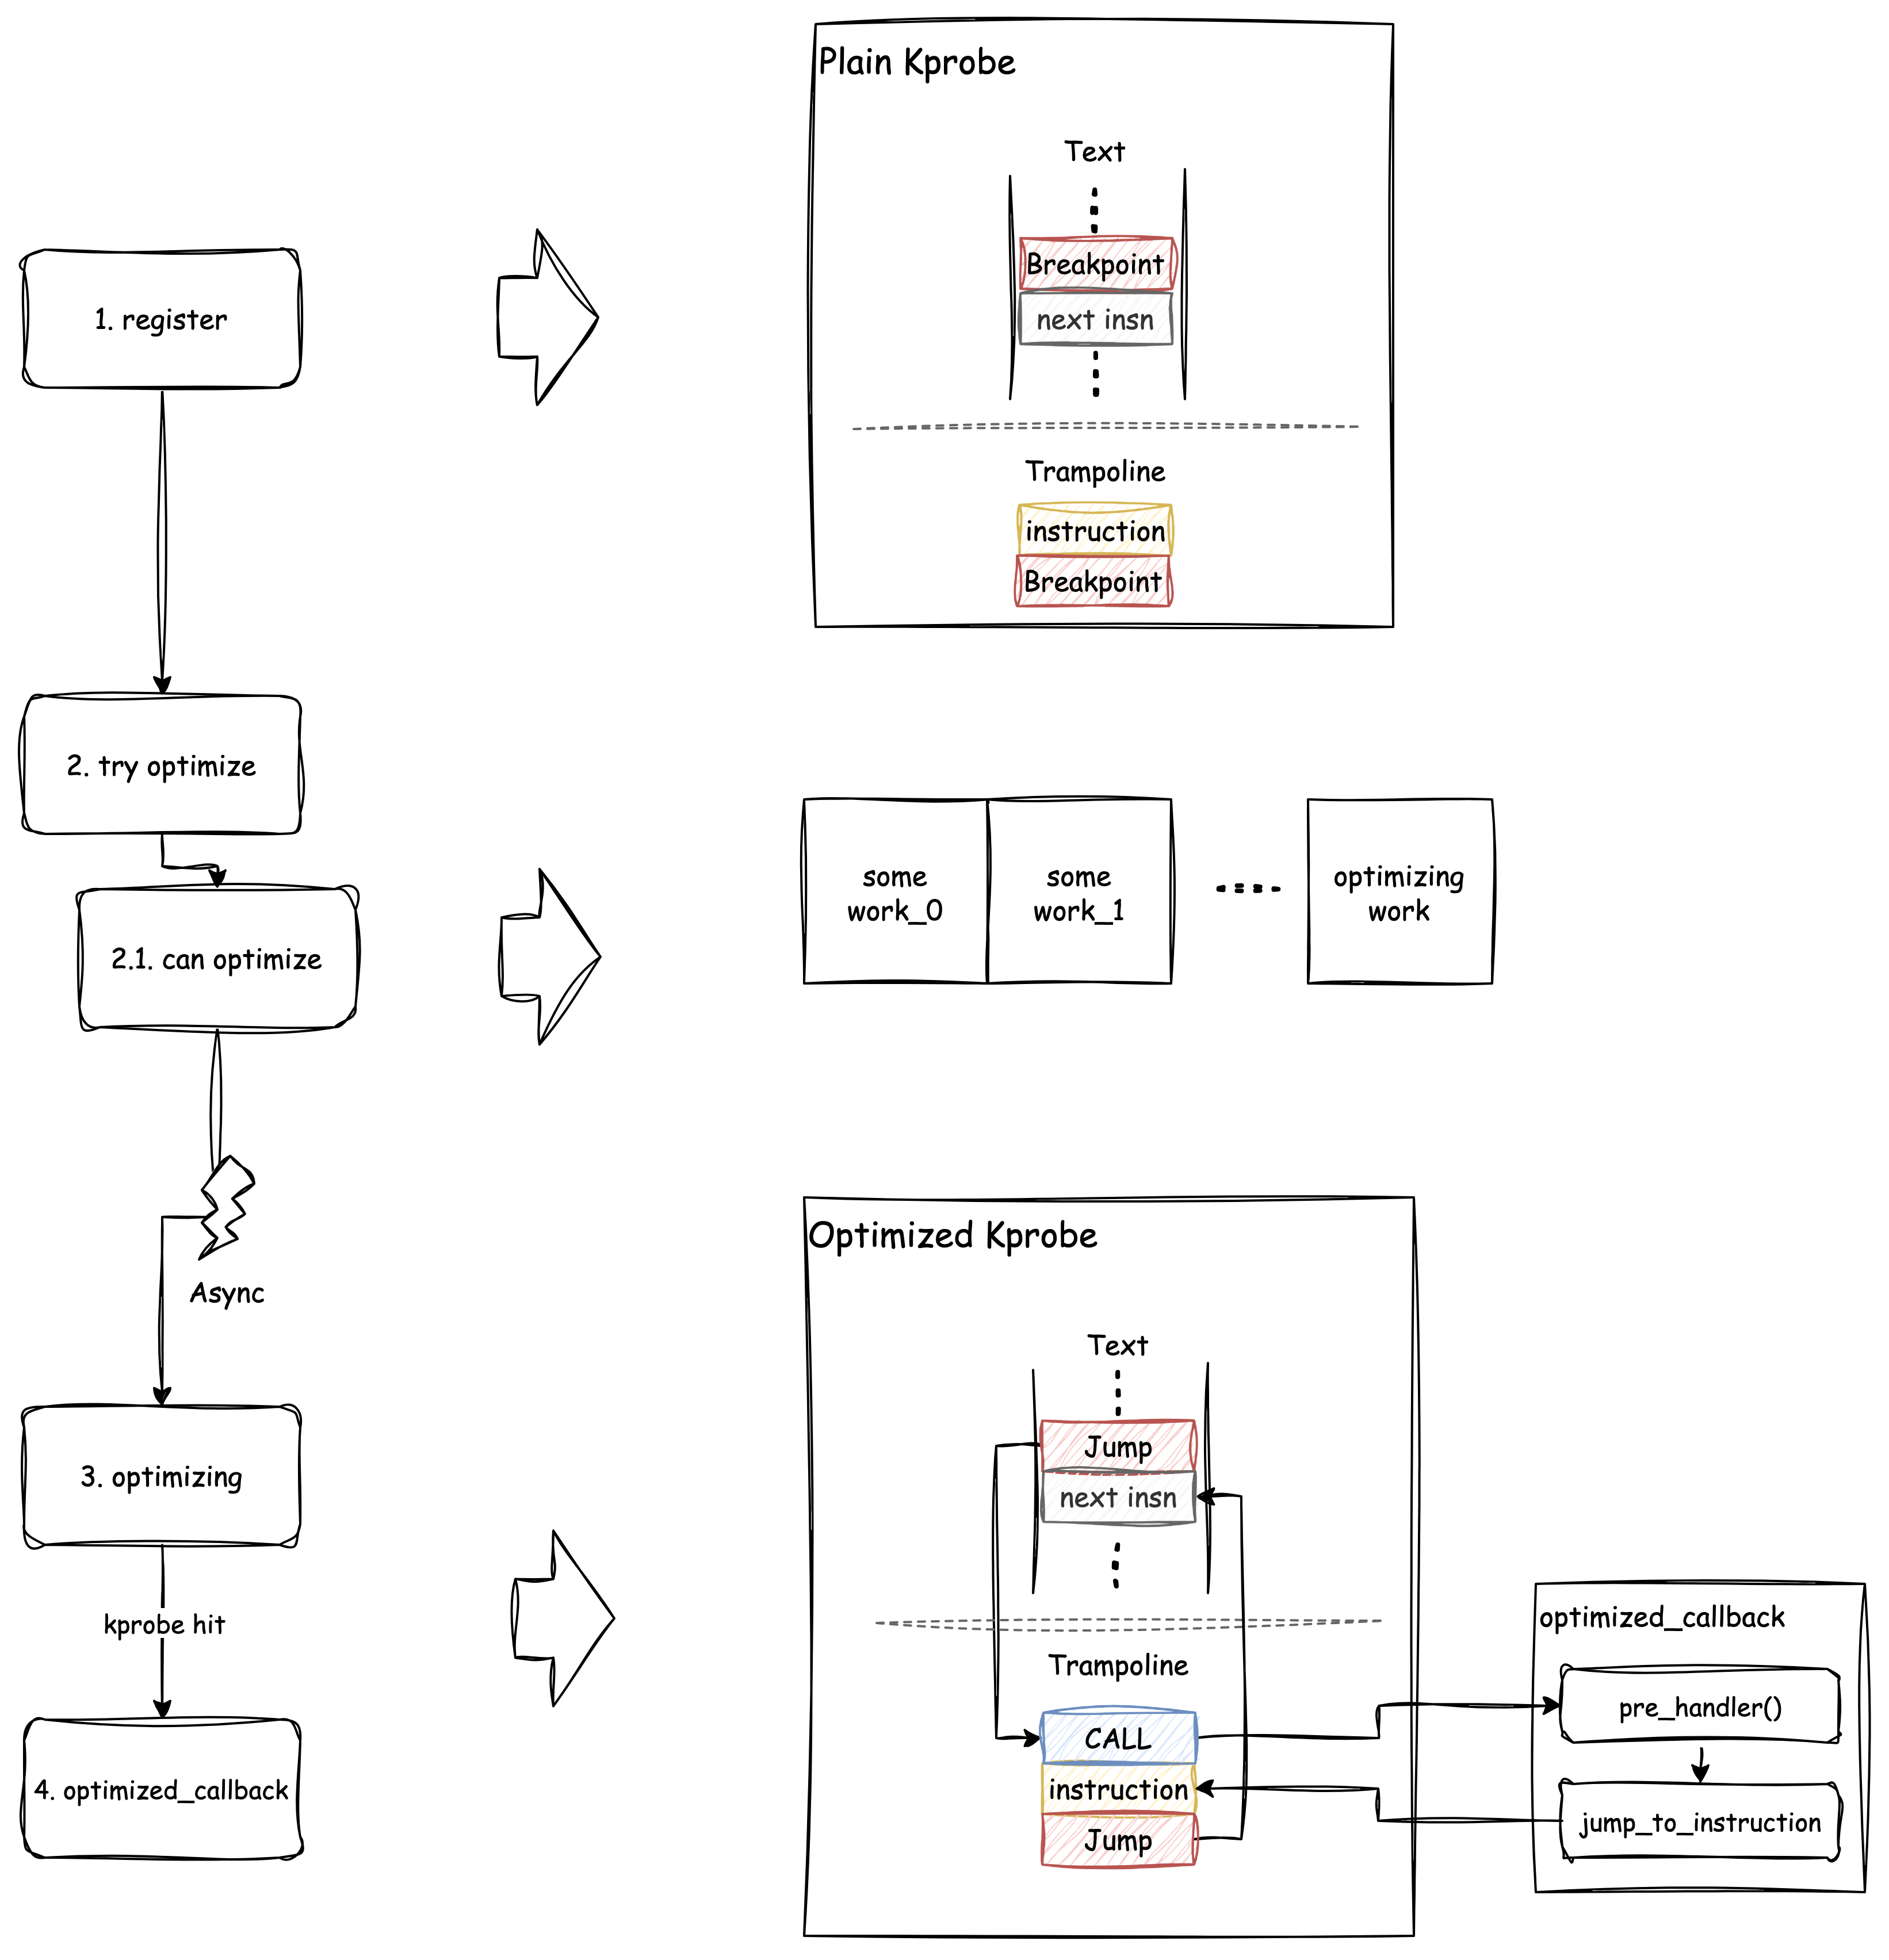 Plain Kprobe
Text
Breakpoint
next insn
1. register
Trampoline
instruction
Breakpoint
2. try optimize
2.1. can optimize
some
work_0
some
work_1
optimizing
work
Async
Optimized Kprobe
Text
Jump
next insn
3. optimizing
kprobe hit
4. optimized_callback
Trampoline
CALL
instruction
Jump
optimized_callback
pre_handler()
jump_to_instruction